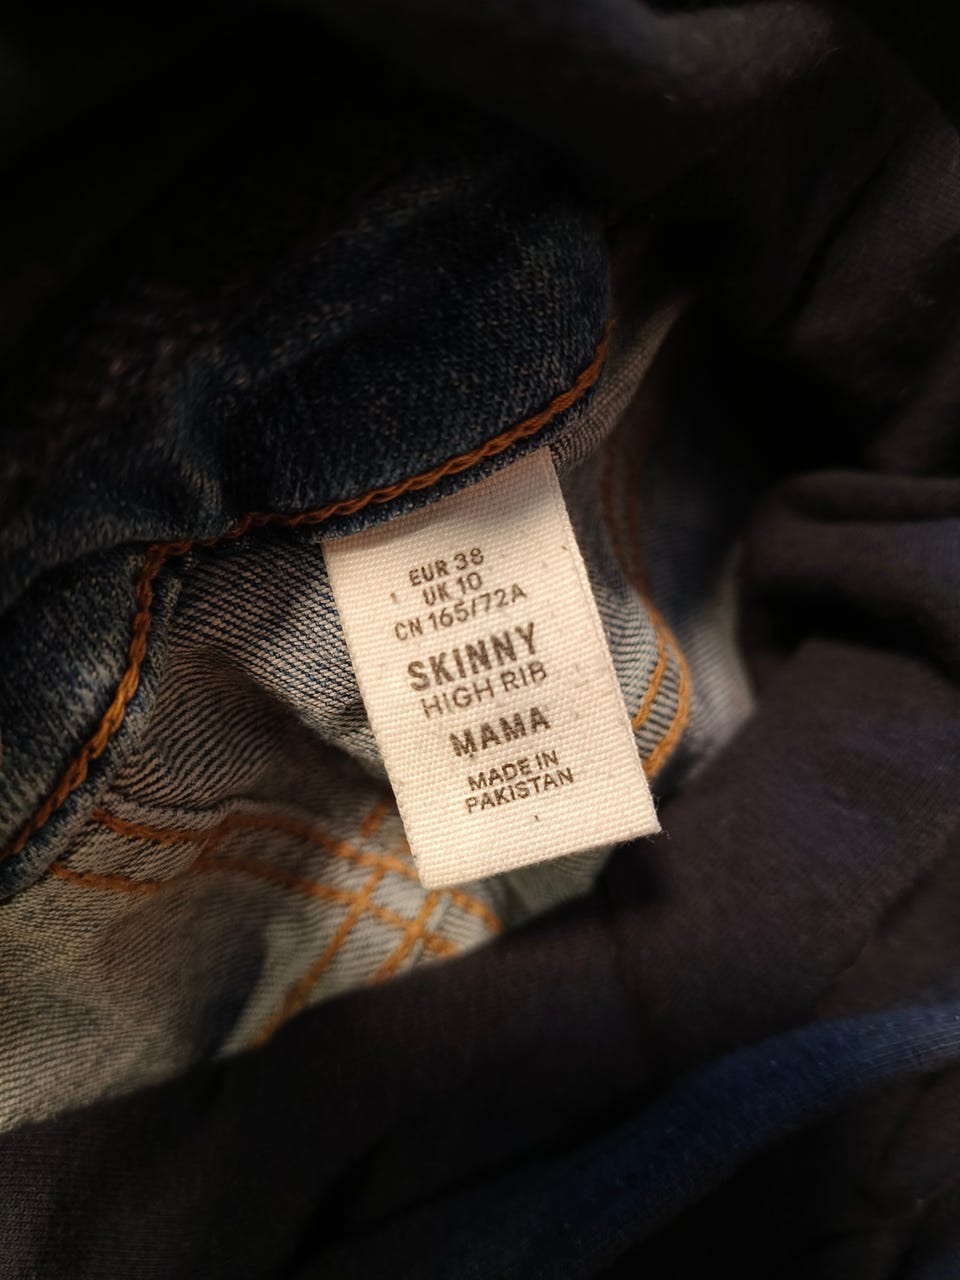 EUR 38
UK 10
CN 165/72A
SKINNY
HIGH RIB
MAMA
MADE IN
PAKISTAN